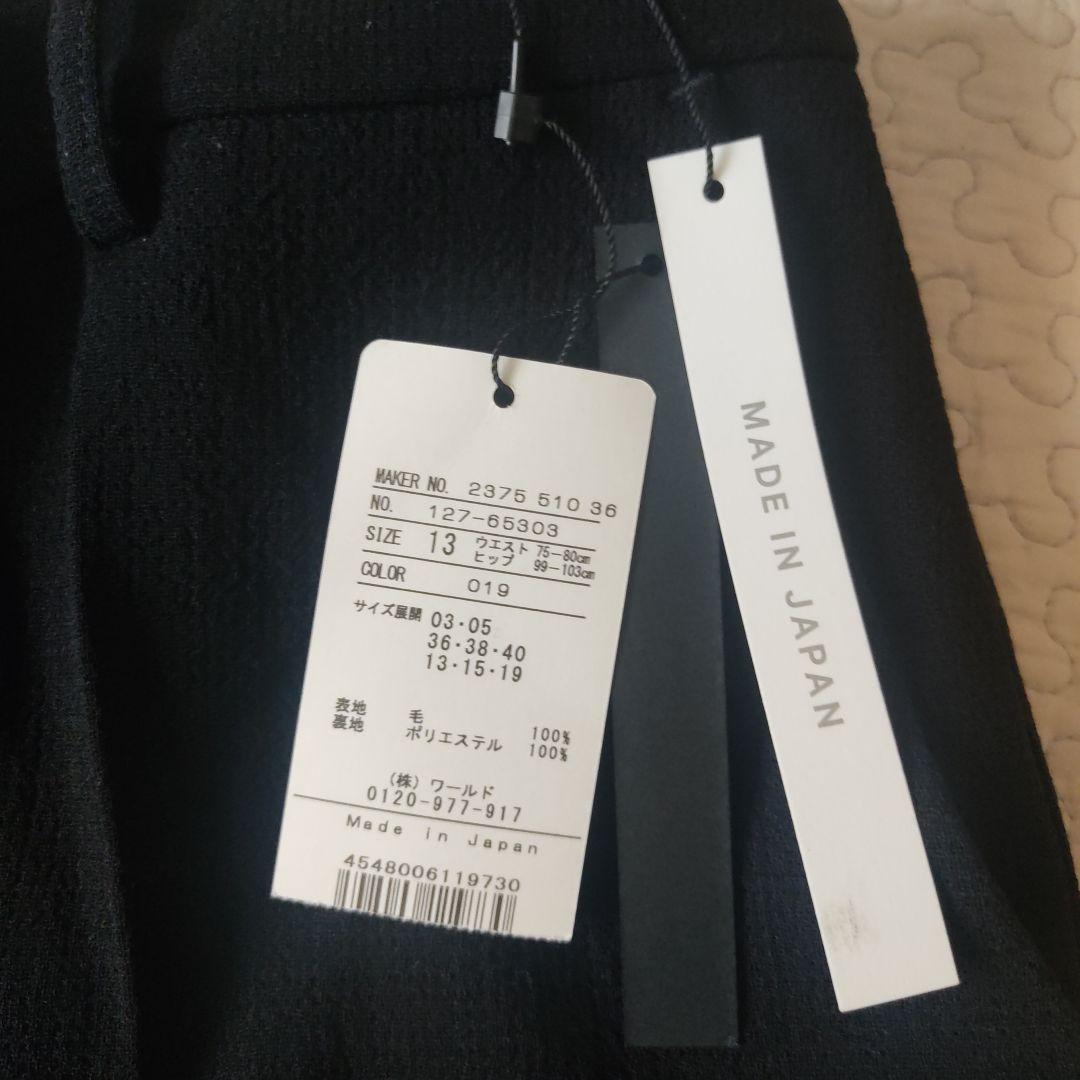 MAKER NO. 2375 510 36
NO. 127-65303
SIZE 13 ウエスト 75-80cm
ヒップ 99-103cm
COLOR 019
サイズ展開 03・05
36・38・40
13・15・19
表地 毛 100%
裏地 ポリエステル 100%
(株) ワールド
0120-977-917
Made in Japan
4548006119730
MADE IN JAPAN